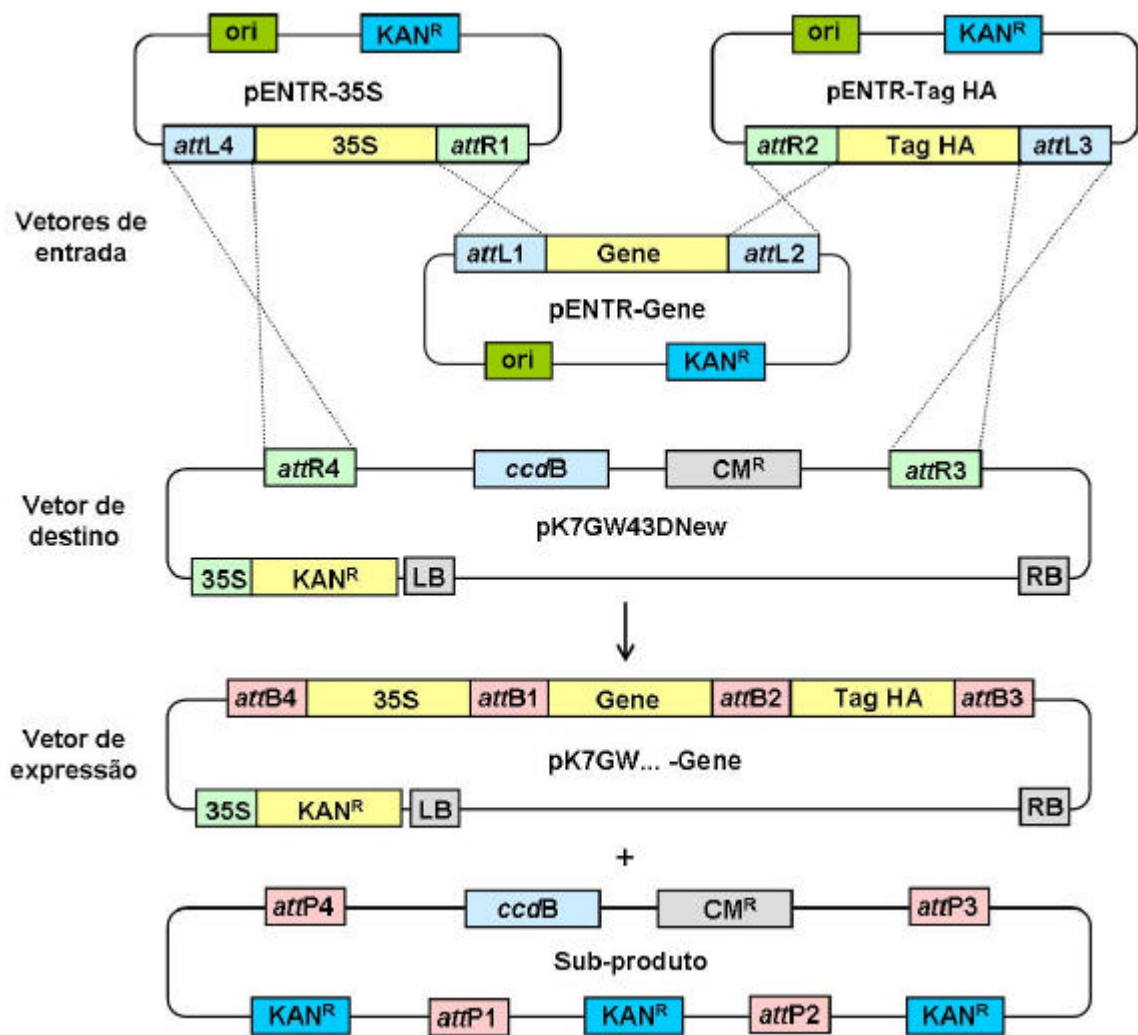 ori
KANᴿ
ori
KANᴿ
pENTR-35S
pENTR-Tag HA
attL4
35S
attR1
attR2
Tag HA
attL3
Vetores de
entrada
attL1
Gene
attL2
pENTR-Gene
ori
KANᴿ
attR4
ccdB
CMᴿ
attR3
Vetor de
destino
pK7GW43DNew
35S
KANᴿ
LB
RB
attB4
35S
attB1
Gene
attB2
Tag HA
attB3
Vetor de
expressão
pK7GW... -Gene
35S
KANᴿ
LB
RB
+
attP4
ccdB
CMᴿ
attP3
Sub-produto
KANᴿ
attP1
KANᴿ
attP2
KANᴿ